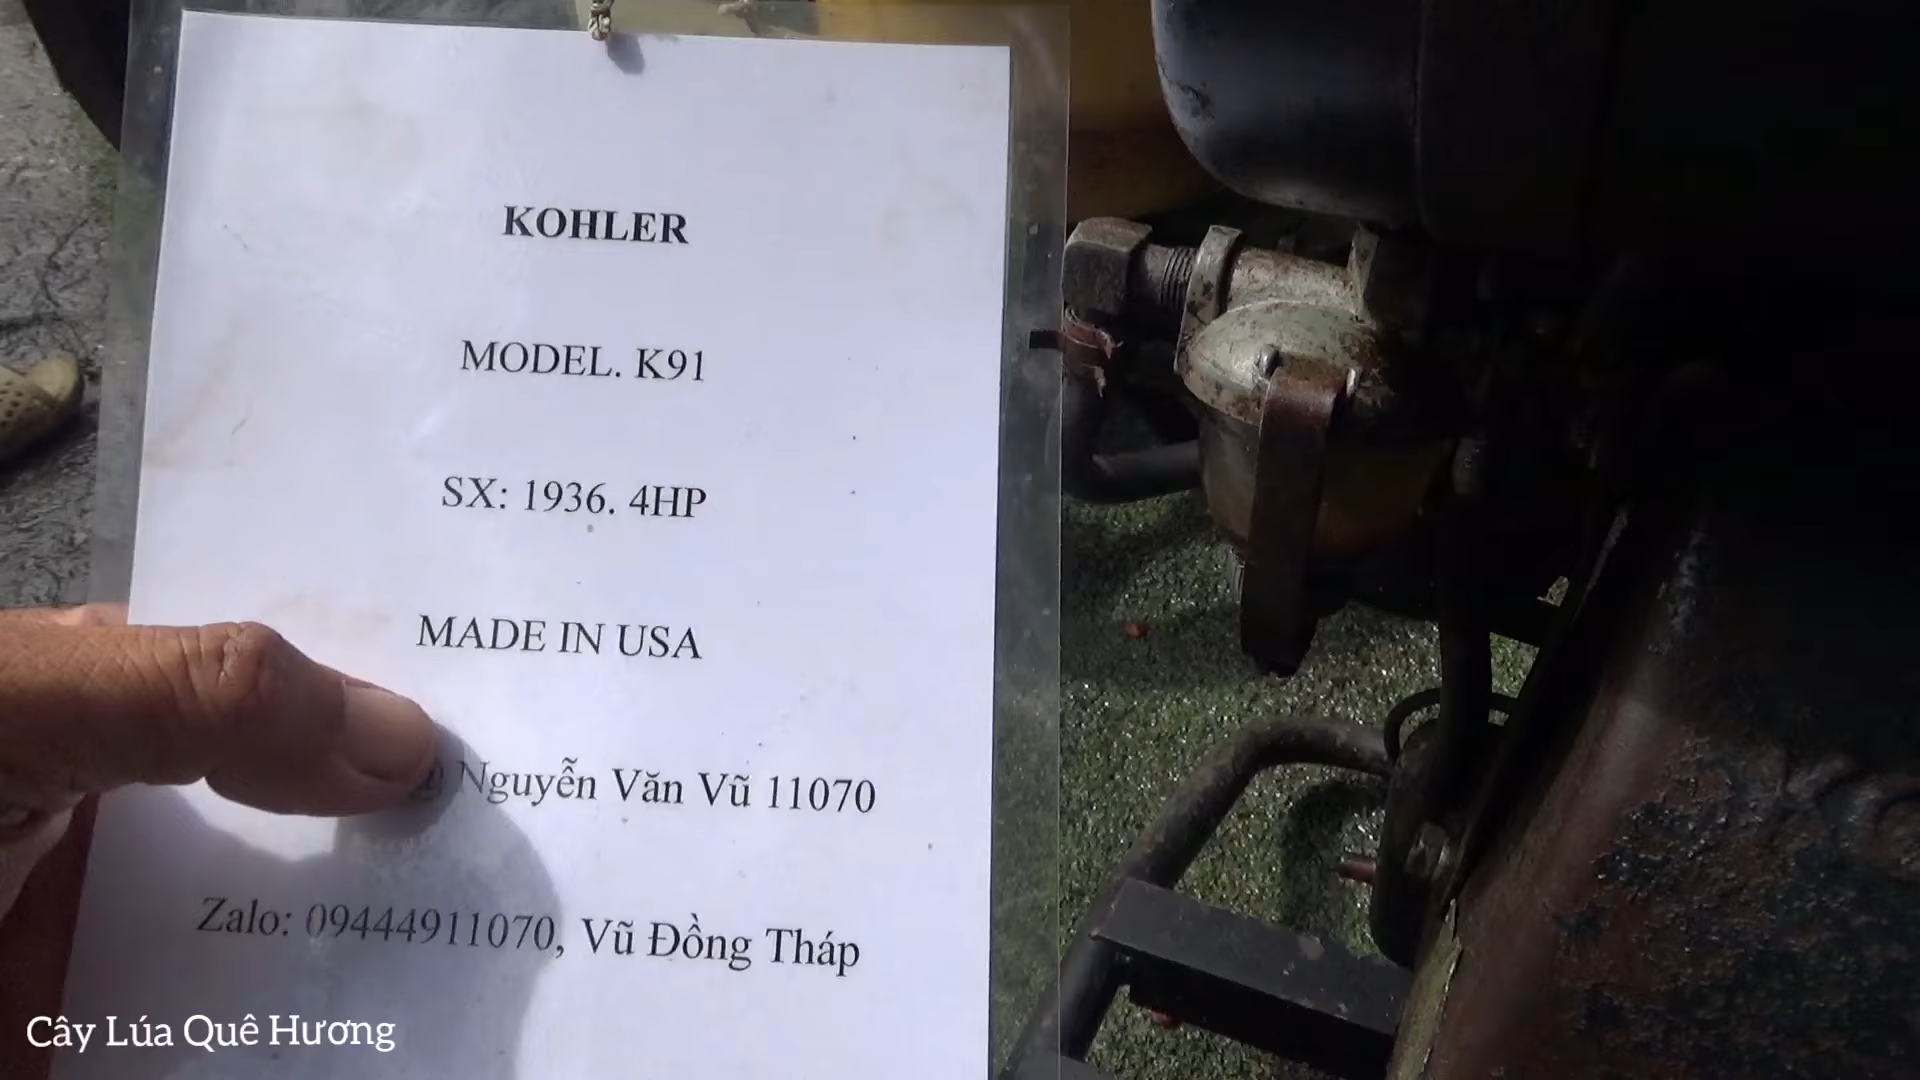 KOHLER
MODEL. K91
SX: 1936. 4HP
MADE IN USA
Nguyễn Văn Vũ 11070
Zalo: 09444911070, Vũ Đồng Tháp
Cây Lúa Quê Hương